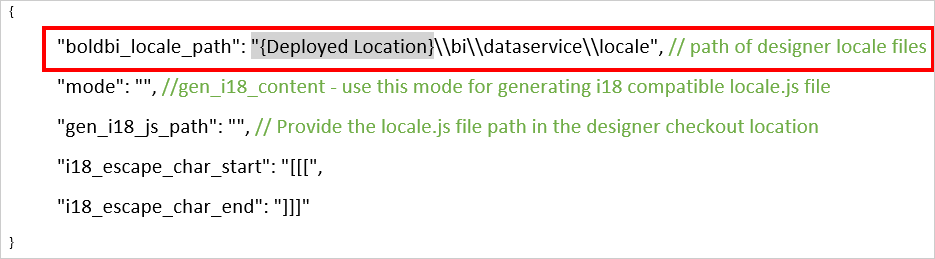 {
"boldbi_locale_path": "{Deployed Location}\\bi\\dataservice\\locale", // path of designer locale files
"mode": "", //gen_i18_content - use this mode for generating i18 compatible locale.js file
"gen_i18_js_path": "", // Provide the locale.js file path in the designer checkout location
"i18_escape_char_start": "[[[",
"i18_escape_char_end": "]]]"
}